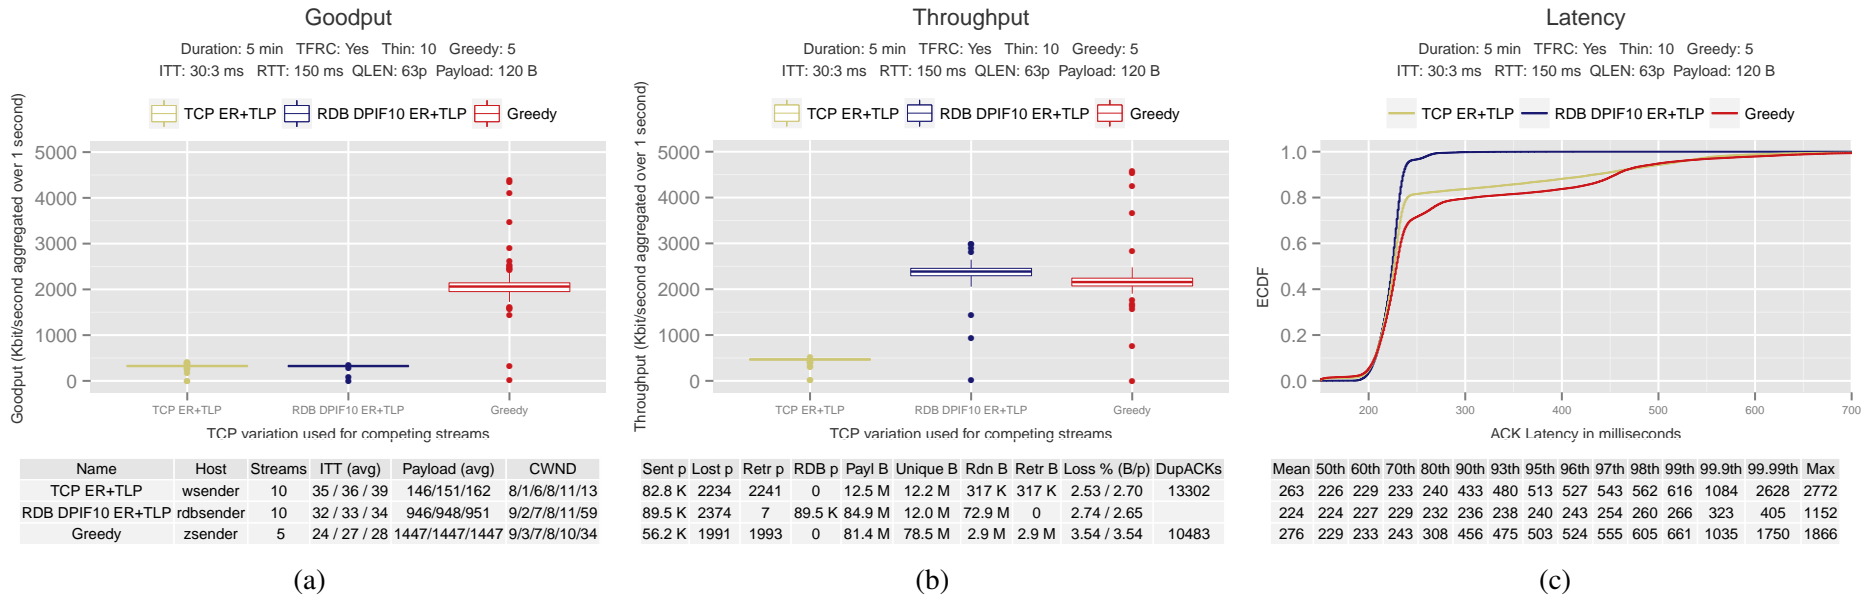 Goodput
Duration: 5 min TFRC: Yes Thin: 10 Greedy: 5
ITT: 30:3 ms RTT: 150 ms QLEN: 63p Payload: 120 B
TCP ER+TLP RDB DPIF10 ER+TLP Greedy
Goodput (Kbit/second aggregated over 1 second)
5000
4000
3000
2000
1000
0
TCP ER+TLP RDB DPIF10 ER+TLP Greedy
TCP variation used for competing streams
Name Host Streams ITT (avg) Payload (avg) CWND
TCP ER+TLP wsender 10 35 / 36 / 39 146/151/162 8/1/6/8/11/13
RDB DPIF10 ER+TLP rdbsender 10 32 / 33 / 34 946/948/951 9/2/7/8/11/59
Greedy zsender 5 24 / 27 / 28 1447/1447/1447 9/3/7/8/10/34
(a)
Throughput
Duration: 5 min TFRC: Yes Thin: 10 Greedy: 5
ITT: 30:3 ms RTT: 150 ms QLEN: 63p Payload: 120 B
TCP ER+TLP RDB DPIF10 ER+TLP Greedy
Throughput (Kbit/second aggregated over 1 second)
5000
4000
3000
2000
1000
0
TCP ER+TLP RDB DPIF10 ER+TLP Greedy
TCP variation used for competing streams
Sent p Lost p Retr p RDB p Payl B Unique B Rdn B Retr B Loss % (B/p) DupACKs
82.8 K 2234 2241 0 12.5 M 12.2 M 317 K 317 K 2.53 / 2.70 13302
89.5 K 2374 7 89.5 K 84.9 M 12.0 M 72.9 M 0 2.74 / 2.65
56.2 K 1991 1993 0 81.4 M 78.5 M 2.9 M 2.9 M 3.54 / 3.54 10483
(b)
Latency
Duration: 5 min TFRC: Yes Thin: 10 Greedy: 5
ITT: 30:3 ms RTT: 150 ms QLEN: 63p Payload: 120 B
TCP ER+TLP RDB DPIF10 ER+TLP Greedy
ECDF
1.0
0.8
0.6
0.4
0.2
0.0
200 300 400 500 600 700
ACK Latency in milliseconds
Mean 50th 60th 70th 80th 90th 93th 95th 96th 97th 98th 99th 99.9th 99.99th Max
263 226 229 233 240 433 480 513 527 543 562 616 1084 2628 2772
224 224 227 229 232 236 238 240 243 254 260 266 323 405 1152
276 229 233 243 308 456 475 503 524 555 605 661 1035 1750 1866
(c)